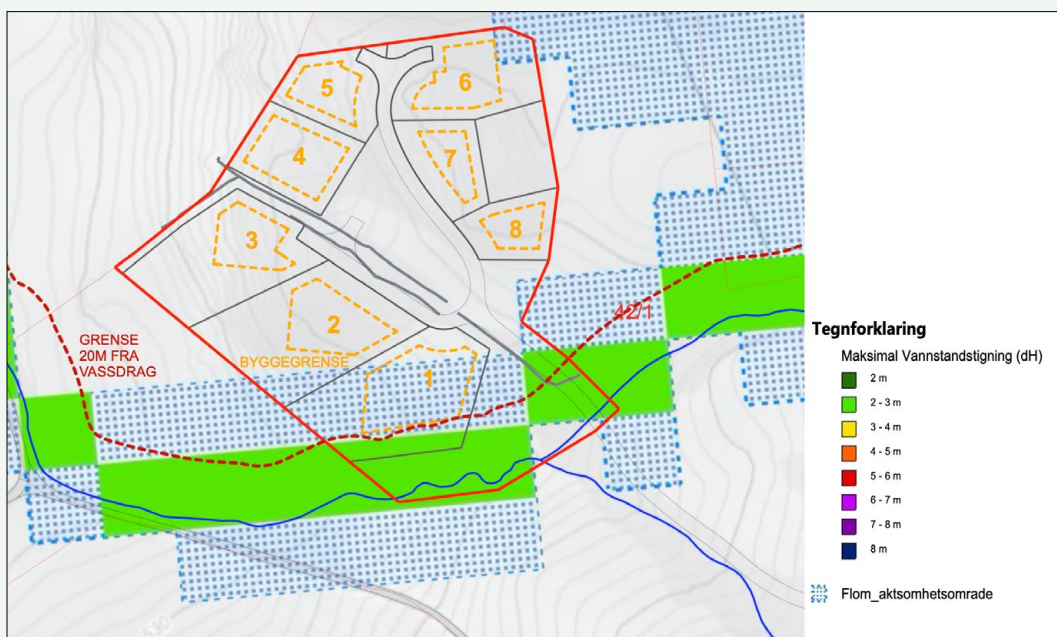 5
6
4
7
3
8
42/1
GRENSE
20M FRA
VASSDRAG
2
BYGGEGRENSE
1
530
Tegnforklaring
Maksimal Vannstandstigning (dH)
2 m
2 - 3 m
3 - 4 m
4 - 5 m
5 - 6 m
6 - 7 m
7 - 8 m
8 m
Flom_aktsomhetsomrade